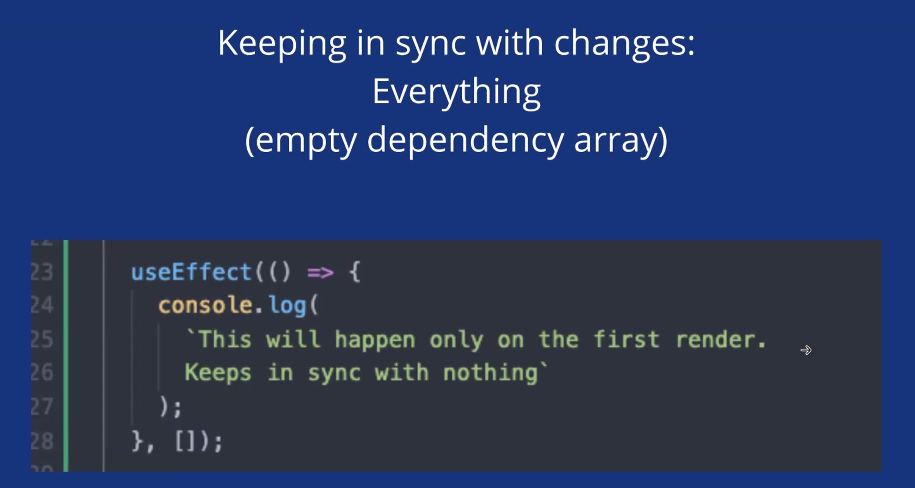 Keeping in sync with changes:
Everything
(empty dependency array)
23 useEffect(() => {
24 console.log(
25 `This will happen only on the first render.
26 Keeps in sync with nothing`
27 );
28 }, []);